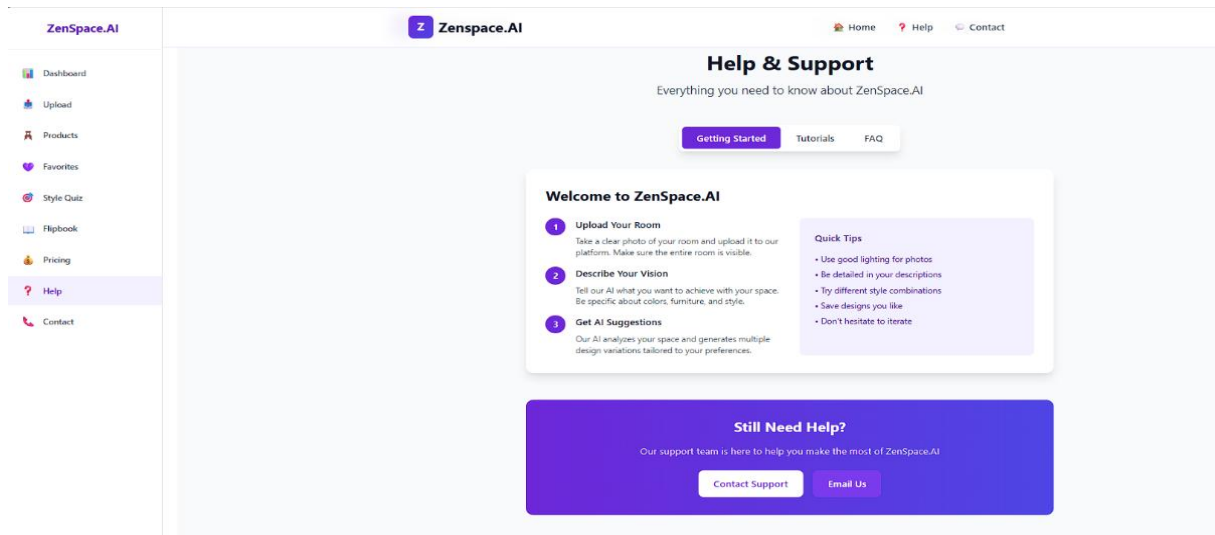 ZenSpace.AI
Dashboard
Upload
Products
Favorites
Style Quiz
Flipbook
Pricing
Help
Contact
Z Zenspace.AI
Home Help Contact
Help & Support
Everything you need to know about ZenSpace.AI
Getting Started Tutorials FAQ
Welcome to ZenSpace.AI
1 Upload Your Room
Take a clear photo of your room and upload it to our
platform. Make sure the entire room is visible.
2 Describe Your Vision
Tell our AI what you want to achieve with your space.
Be specific about colors, furniture, and style.
3 Get AI Suggestions
Our AI analyzes your space and generates multiple
design variations tailored to your preferences.
Quick Tips
• Use good lighting for photos
• Be detailed in your descriptions
• Try different style combinations
• Save designs you like
• Don't hesitate to iterate
Still Need Help?
Our support team is here to help you make the most of ZenSpace.AI
Contact Support Email Us